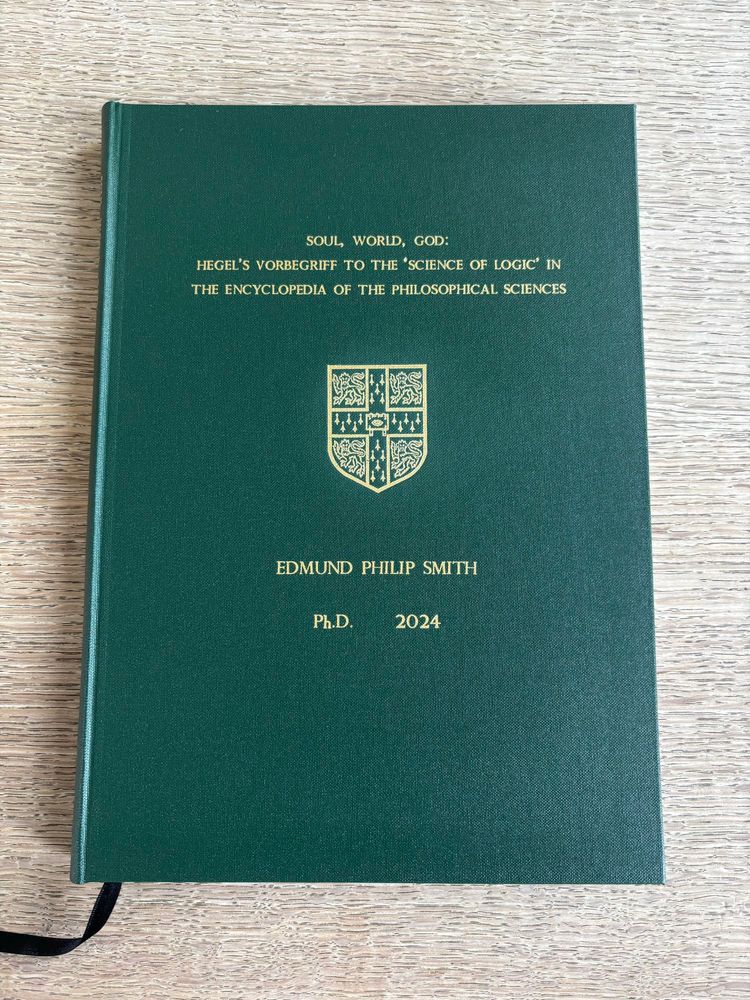 SOUL, WORLD, GOD:
HEGEL'S VORBEGRIFF TO THE 'SCIENCE OF LOGIC' IN
THE ENCYCLOPEDIA OF THE PHILOSOPHICAL SCIENCES
EDMUND PHILIP SMITH
Ph.D. 2024